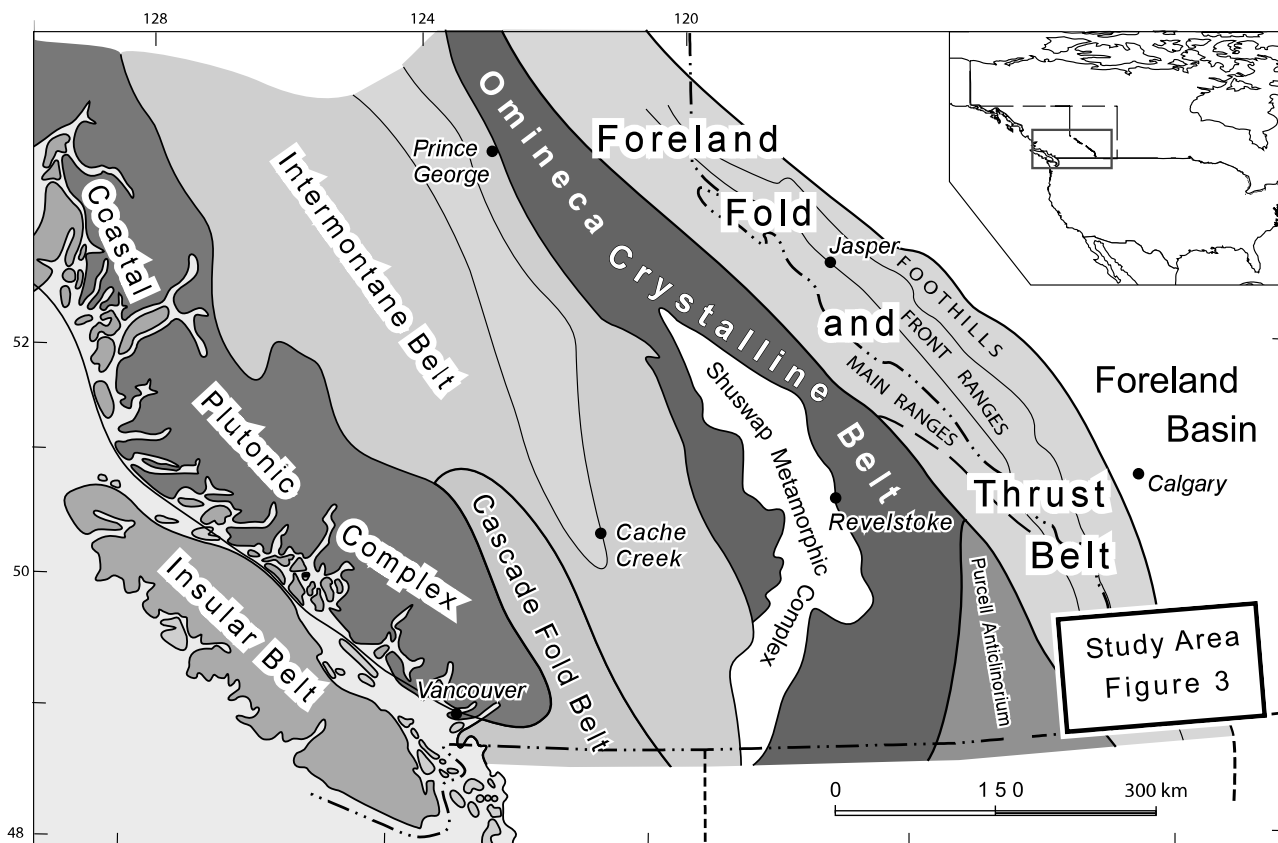 128
124
120
Omineca Crystalline Belt
Foreland
Fold
and
Thrust
Belt
Prince
George
Intermontane Belt
Coastal
Plutonic
Complex
Jasper
FOOTHILLS
FRONT RANGES
MAIN RANGES
52
Foreland
Basin
Shuswap Metamorphic Complex
Calgary
Revelstoke
Cascade Fold Belt
Cache
Creek
50
Insular Belt
Purcell Anticlinorium
Study Area
Figure 3
Vancouver
0
150
300 km
48